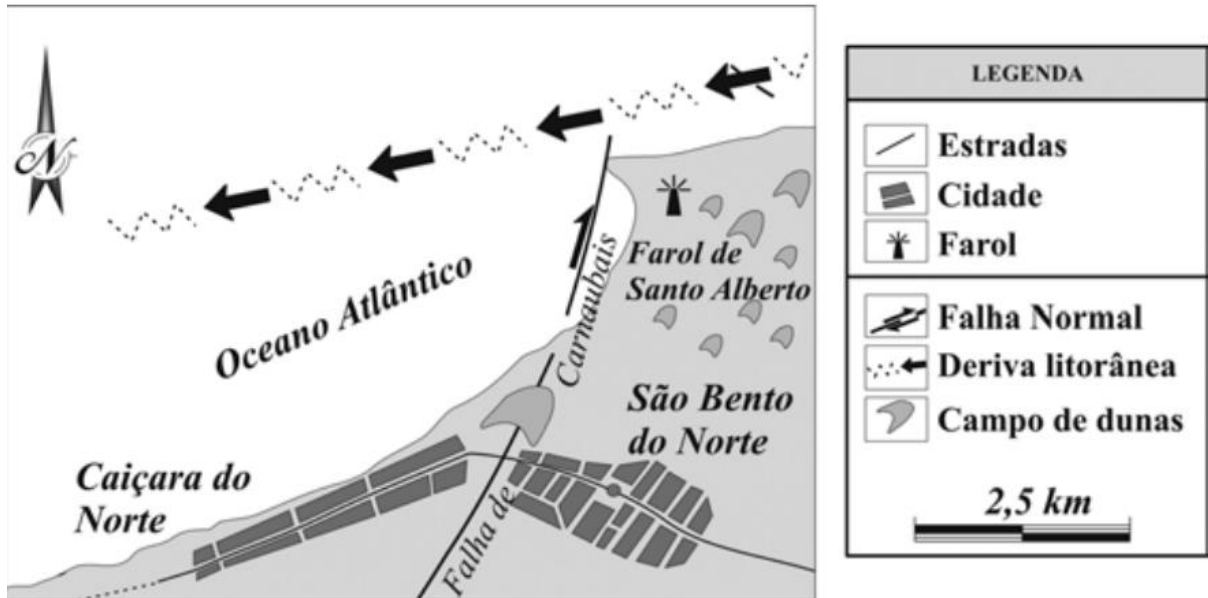 N
Oceano Atlântico
Farol de
Santo Alberto
Falha de Carnaubais
São Bento
do Norte
Caiçara do
Norte
LEGENDA
Estradas
Cidade
Farol
Falha Normal
Deriva litorânea
Campo de dunas
2,5 km